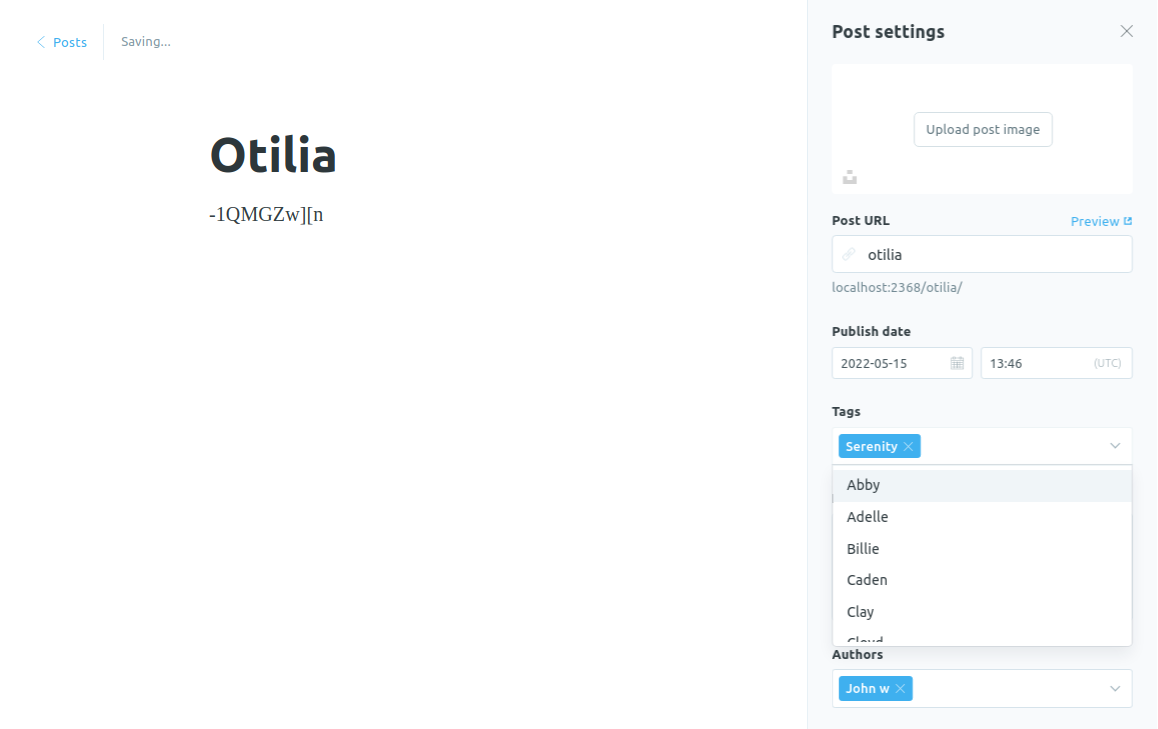 Posts
Saving...
Otilia
-1QMGZw][n
Post settings
Upload post image
Post URL
Preview
otilia
localhost:2368/otilia/
Publish date
2022-05-15
13:46 (UTC)
Tags
Serenity
Abby
Adelle
Billie
Caden
Clay
Authors
John w